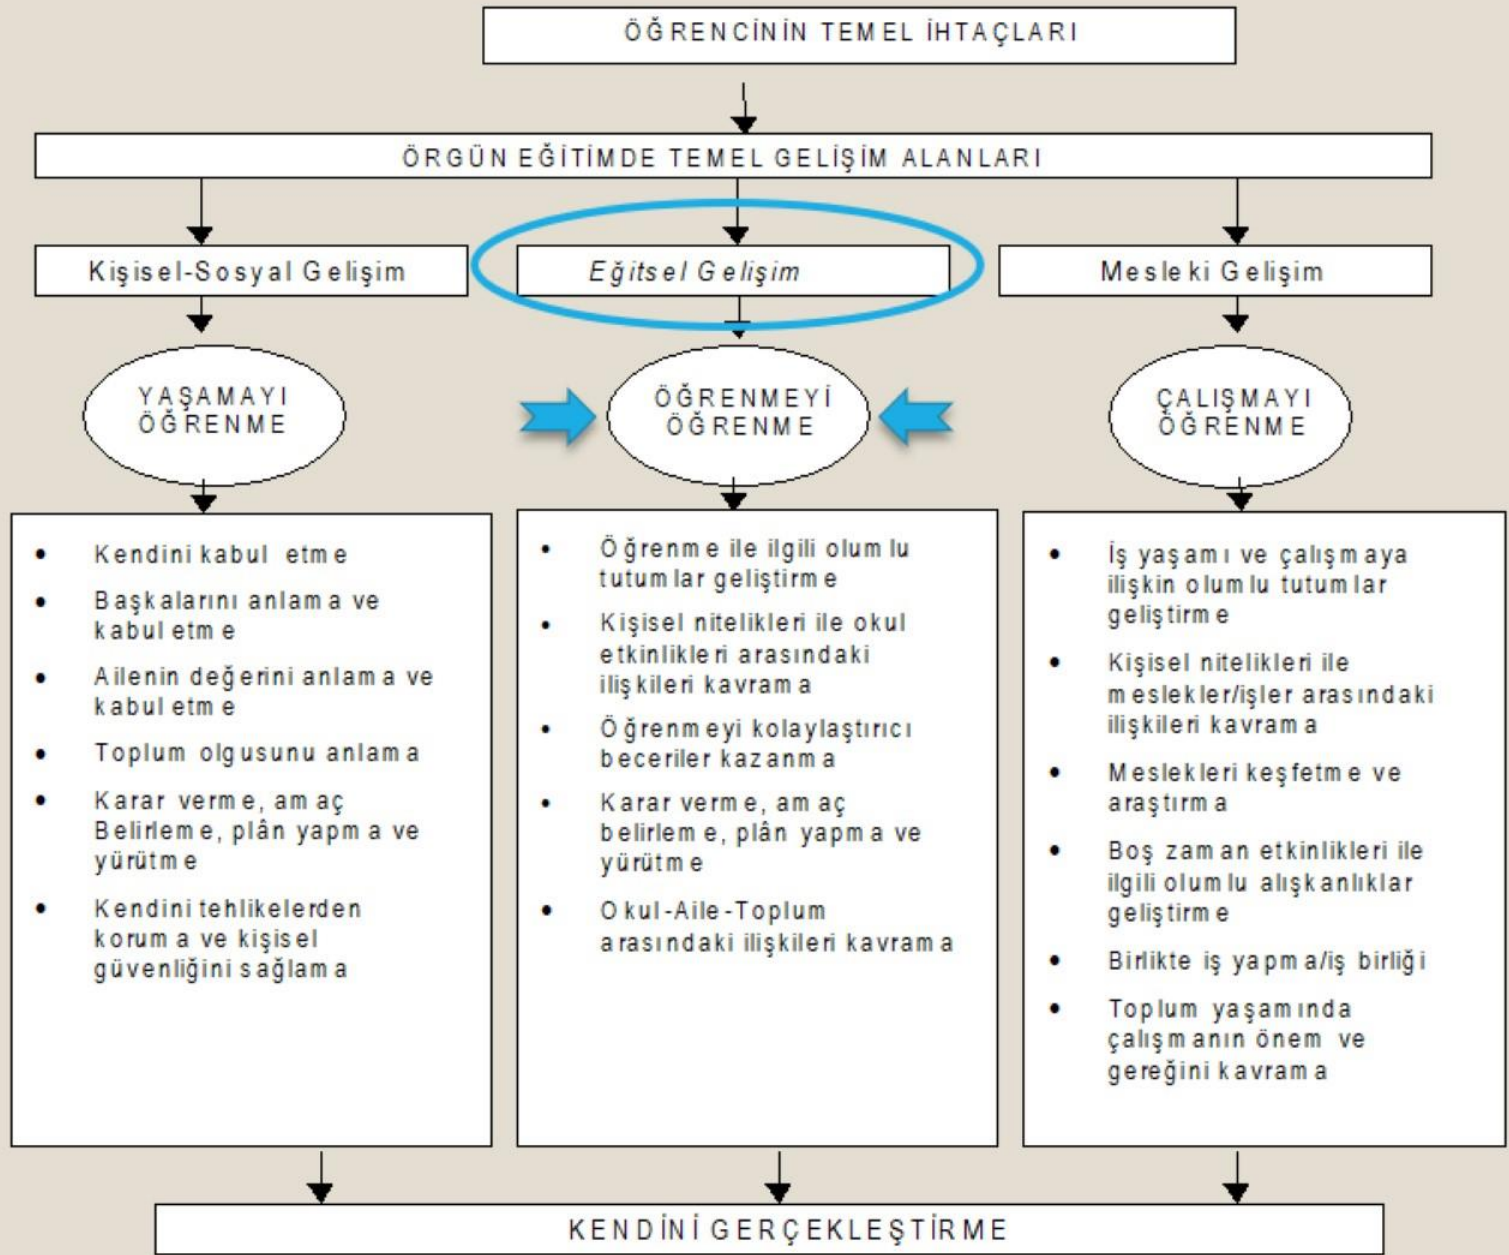 ÖĞRENCİNİN TEMEL İHTAÇLARI
ÖRGÜN EĞİTİMDE TEMEL GELİŞİM ALANLARI
Kişisel-Sosyal Gelişim
Eğitsel Gelişim
Mesleki Gelişim
YAŞAMAYI
ÖĞRENME
ÖĞRENMEYİ
ÖĞRENME
ÇALIŞMAYI
ÖĞRENME
• Kendini kabul etme
• Başkalarını anlama ve
kabul etme
• Ailenin değerini anlama ve
kabul etme
• Toplum olgusunu anlama
• Karar verme, amaç
Belirleme, plân yapma ve
yürütme
• Kendini tehlikelerden
koruma ve kişisel
güvenliğini sağlama
• Öğrenme ile ilgili olumlu
tutumlar geliştirme
• Kişisel nitelikleri ile okul
etkinlikleri arasındaki
ilişkileri kavrama
• Öğrenmeyi kolaylaştırıcı
beceriler kazanma
• Karar verme, amaç
belirleme, plân yapma ve
yürütme
• Okul-Aile-Toplum
arasındaki ilişkileri kavrama
• İş yaşamı ve çalışmaya
ilişkin olumlu tutumlar
geliştirme
• Kişisel nitelikleri ile
meslekler/işler arasındaki
ilişkileri kavrama
• Meslekleri keşfetme ve
araştırma
• Boş zaman etkinlikleri ile
ilgili olumlu alışkanlıklar
geliştirme
• Birlikte iş yapma/iş birliği
• Toplum yaşamında
çalışmanın önem ve
gereğini kavrama
KENDİNİ GERÇEKLEŞTİRME